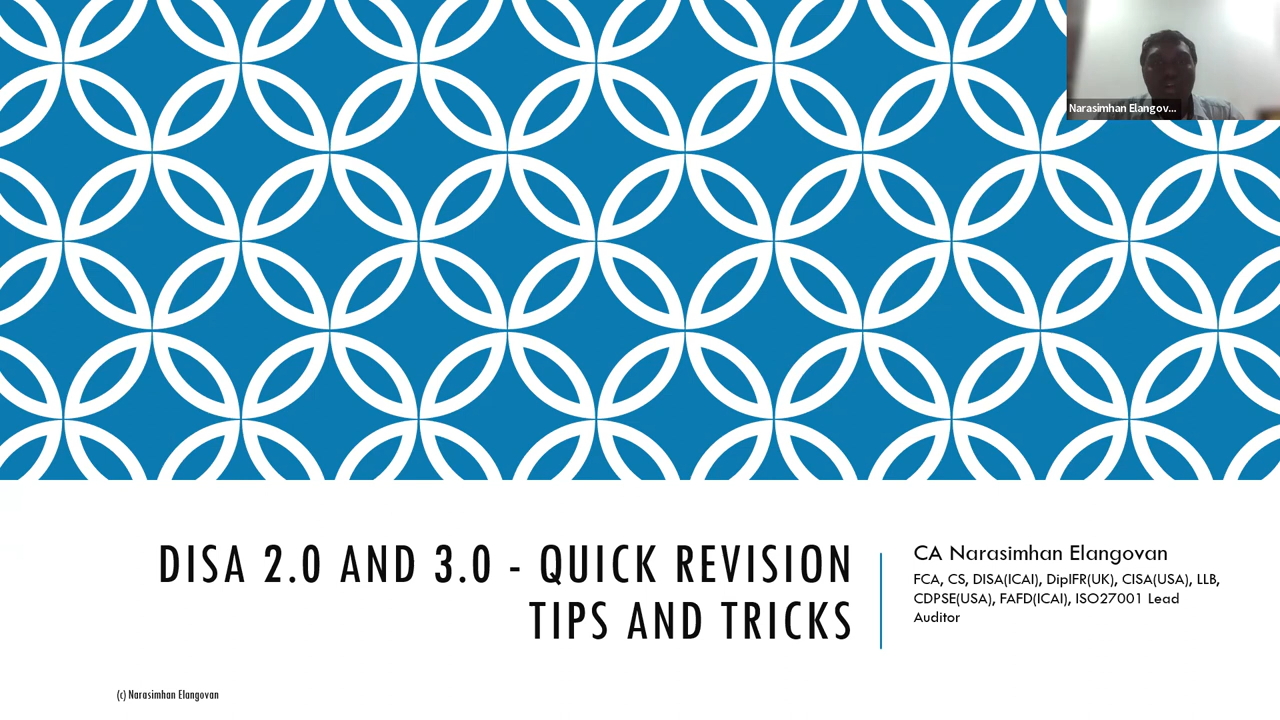 Narasimhan Elangov...
DISA 2.0 AND 3.0 - QUICK REVISION
TIPS AND TRICKS
CA Narasimhan Elangovan
FCA, CS, DISA(ICAI), DipIFR(UK), CISA(USA), LLB,
CDPSE(USA), FAFD(ICAI), ISO27001 Lead
Auditor
(c) Narasimhan Elangovan